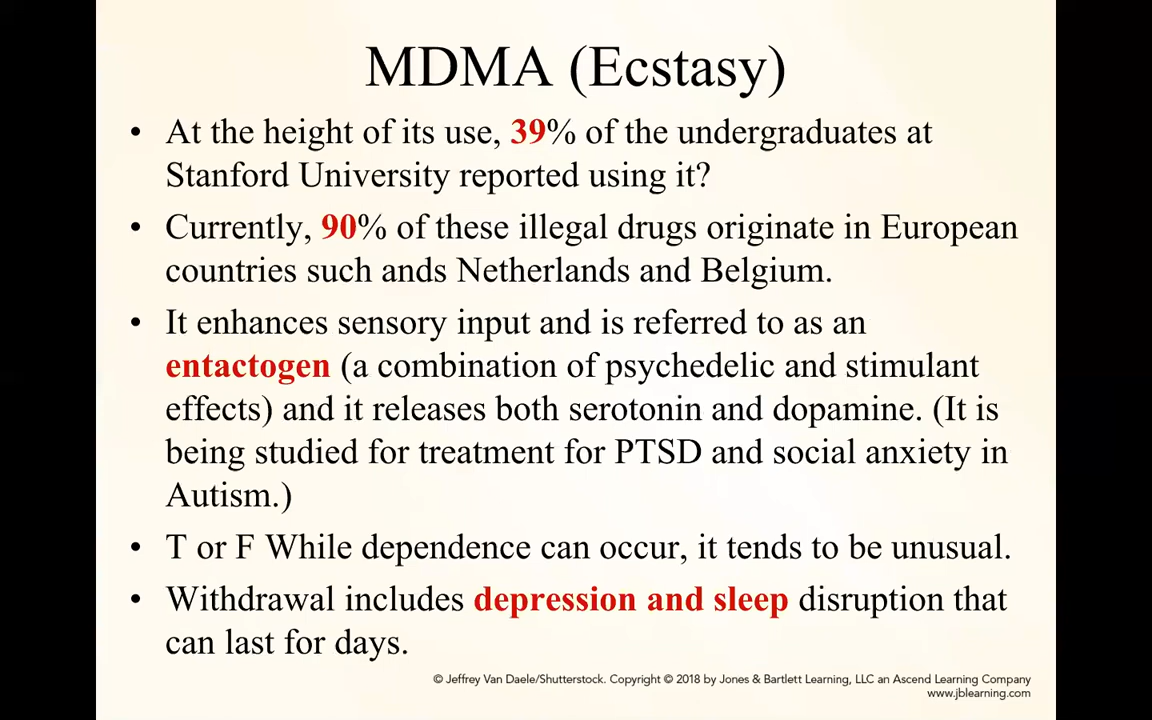 MDMA (Ecstasy)
• At the height of its use, 39% of the undergraduates at
Stanford University reported using it?
• Currently, 90% of these illegal drugs originate in European
countries such ands Netherlands and Belgium.
• It enhances sensory input and is referred to as an
entactogen (a combination of psychedelic and stimulant
effects) and it releases both serotonin and dopamine. (It is
being studied for treatment for PTSD and social anxiety in
Autism.)
• T or F While dependence can occur, it tends to be unusual.
• Withdrawal includes depression and sleep disruption that
can last for days.
© Jeffrey Van Daele/Shutterstock. Copyright © 2018 by Jones & Bartlett Learning, LLC an Ascend Learning Company
www.jblearning.com